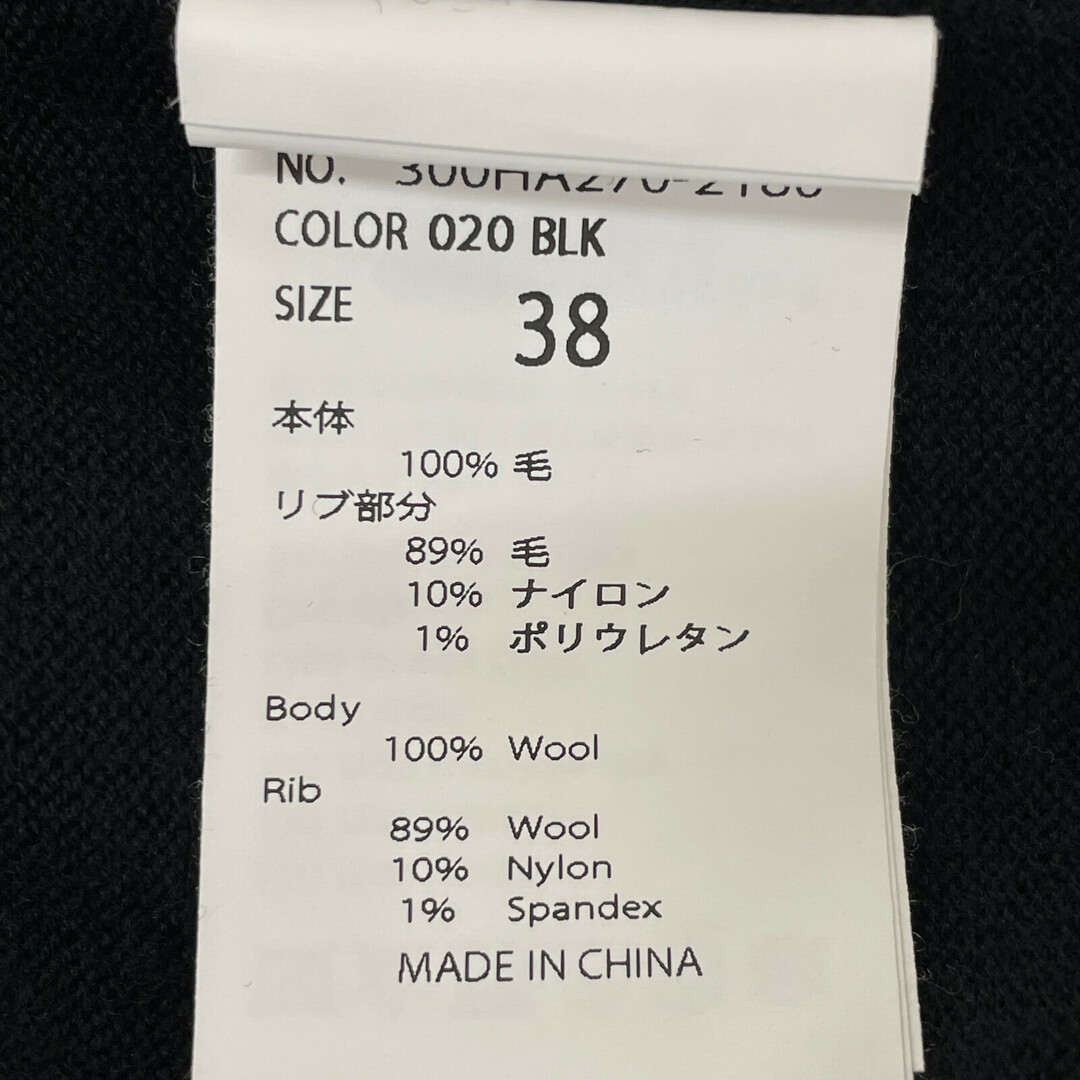 NO.
COLOR 020 BLK
SIZE 38
本体
100% 毛
リブ部分
89% 毛
10% ナイロン
1% ポリウレタン
Body
100% Wool
Rib
89% Wool
10% Nylon
1% Spandex
MADE IN CHINA